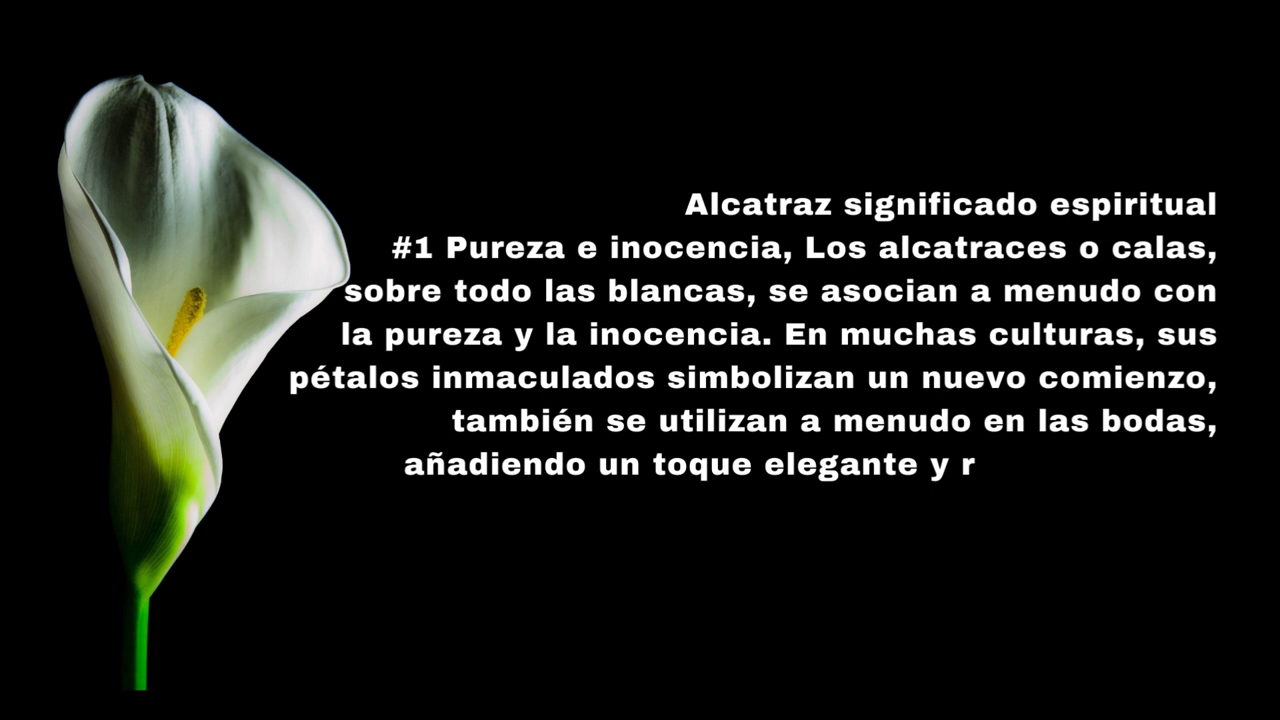 Alcatraz significado espiritual
#1 Pureza e inocencia, Los alcatraces o calas,
sobre todo las blancas, se asocian a menudo con
la pureza y la inocencia. En muchas culturas, sus
pétalos inmaculados simbolizan un nuevo comienzo,
también se utilizan a menudo en las bodas,
añadiendo un toque elegante y r